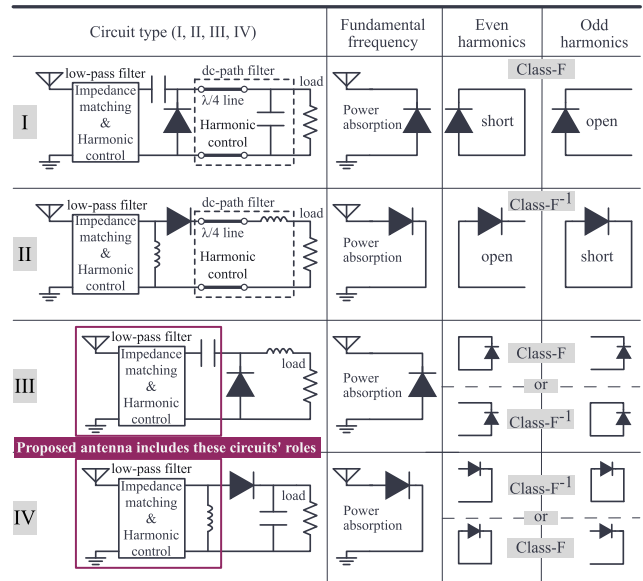 Circuit type (I, II, III, IV)
Fundamental
frrequency
Even
harmonics
Odd
harmonics
I
low-pass filter
Impedance
matching
&
Harmonic
control
dc-path filter
λ/4 line
Harmonic
control
load
Power
absorption
Class-F
short
open
II
low-pass filter
Impedance
matching
&
Harmonic
control
dc-path filter
λ/4 line
Harmonic
control
load
Power
absorption
Class-F-1
open
short
III
low-pass filter
Impedance
matching
&
Harmonic
control
load
Power
absorption
Class-F
or
Class-F-1
Proposed antenna includes these circuits' roles
IV
low-pass filter
Impedance
matching
&
Harmonic
control
load
Power
absorption
Class-F-1
or
Class-F